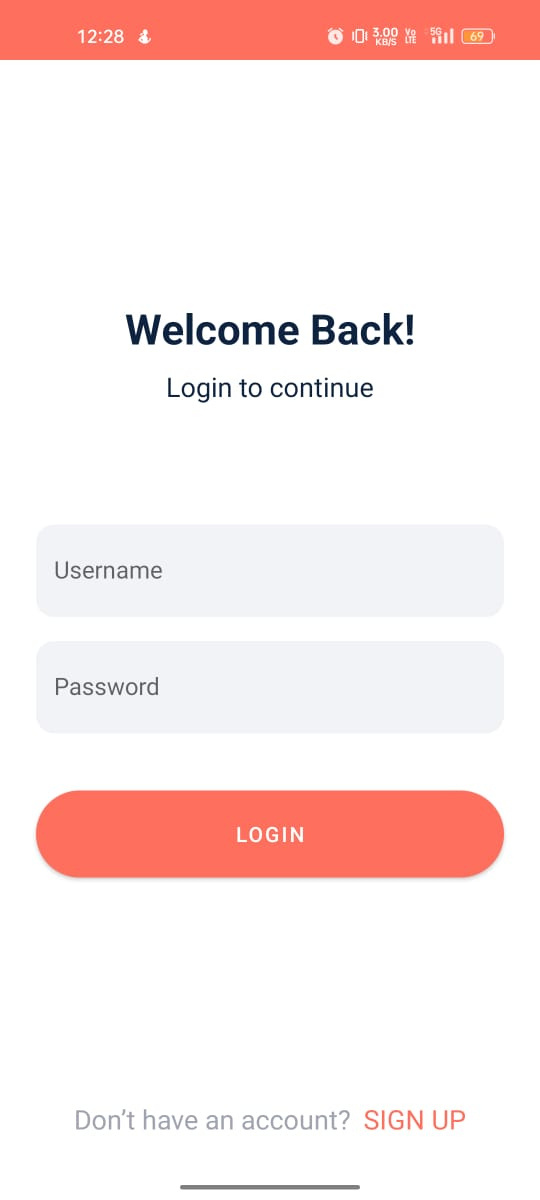 12:28 3.00 KB/S Vo LTE 5G 69
Welcome Back!
Login to continue
Username
Password
LOGIN
Don’t have an account? SIGN UP